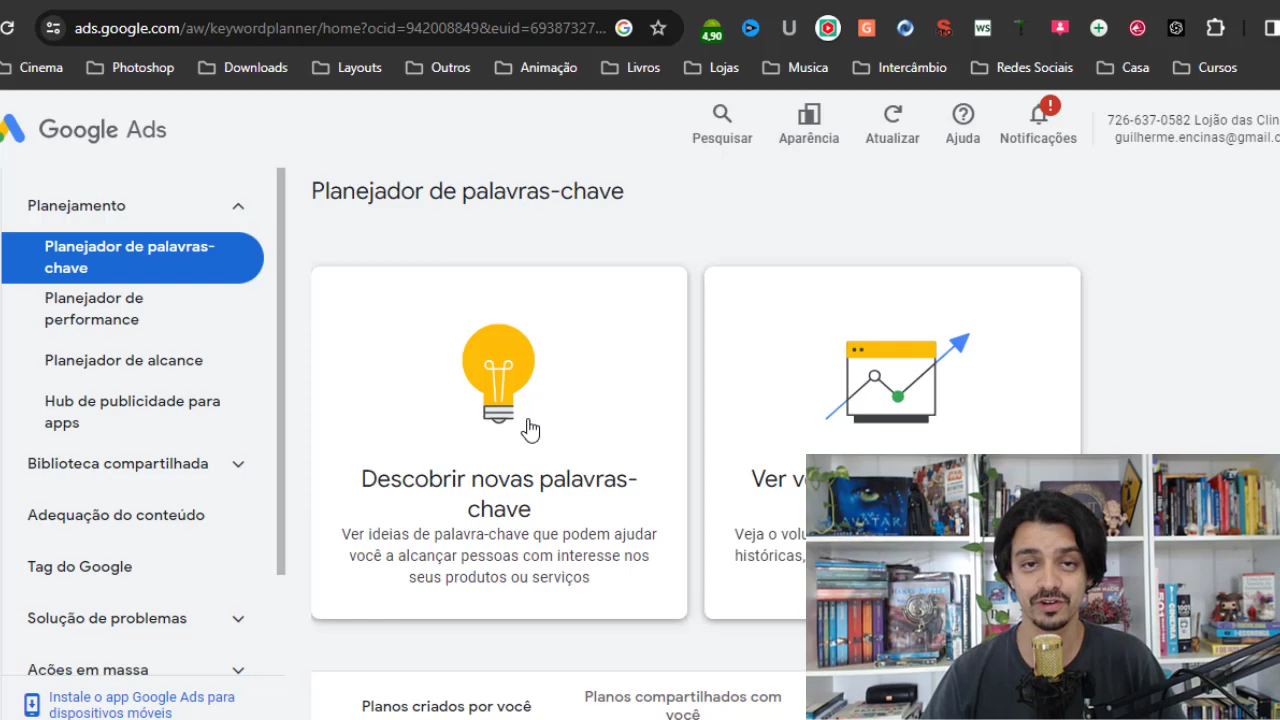 ads.google.com/aw/keywordplanner/home?ocid=942008849&euid=69387327...
4,90
WS
Cinema
Photoshop
Downloads
Layouts
Outros
Animação
Livros
Lojas
Musica
Intercâmbio
Redes Sociais
Casa
Cursos
Google Ads
Pesquisar
Aparência
Atualizar
Ajuda
Notificações
726-637-0582 Lojão das Clin
guilherme.encinas@gmail.c
Planejamento
Planejador de palavras-
chave
Planejador de
performance
Planejador de alcance
Hub de publicidade para
apps
Biblioteca compartilhada
Adequação do conteúdo
Tag do Google
Solução de problemas
Ações em massa
Instale o app Google Ads para
dispositivos móveis
Planejador de palavras-chave
Descobrir novas palavras-
chave
Ver ideias de palavra-chave que podem ajudar
você a alcançar pessoas com interesse nos
seus produtos ou serviços
Ver v
Veja o volu
históricas,
Planos criados por você
Planos compartilhados com
você
AVATAR